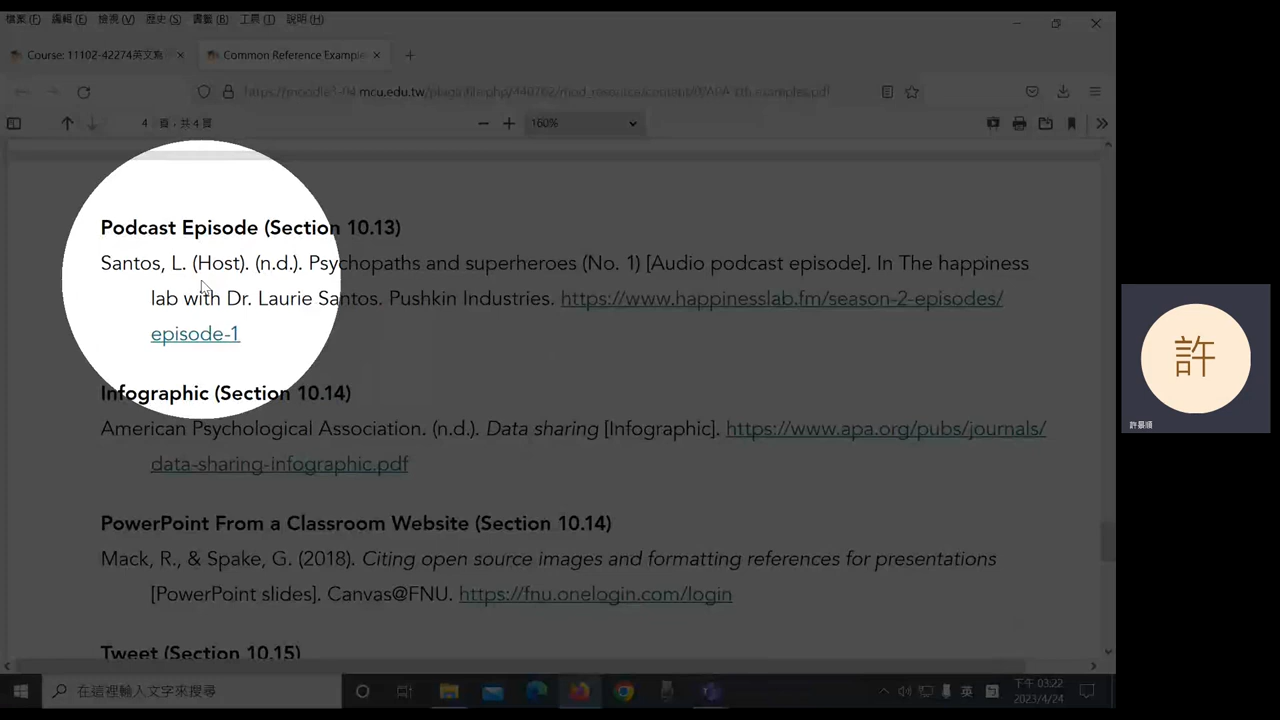 檔案(F) 編輯(E) 檢視(V) 歷史(S) 書籤(B) 工具(T) 說明(H)
Course: 11102-42274英文寫 Common Reference Example
mcu.edu.tw
4 頁，共 4 頁 160%
Podcast Episode (Section 10.13)
Santos, L. (Host). (n.d.). Psychopaths and superheroes (No. 1) [Audio podcast episode]. In The happiness
lab with Dr. Laurie Santos. Pushkin Industries. https://www.happinesslab.fm/season-2-episodes/
episode-1
Infographic (Section 10.14)
American Psychological Association. (n.d.). Data sharing [Infographic]. https://www.apa.org/pubs/journals/
data-sharing-infographic.pdf
PowerPoint From a Classroom Website (Section 10.14)
Mack, R., & Spake, G. (2018). Citing open source images and formatting references for presentations
[PowerPoint slides]. Canvas@FNU. https://fnu.onelogin.com/login
Tweet (Section 10.15)
許
許景順
在這裡輸入文字來搜尋
英
下午 03:22
2023/4/24